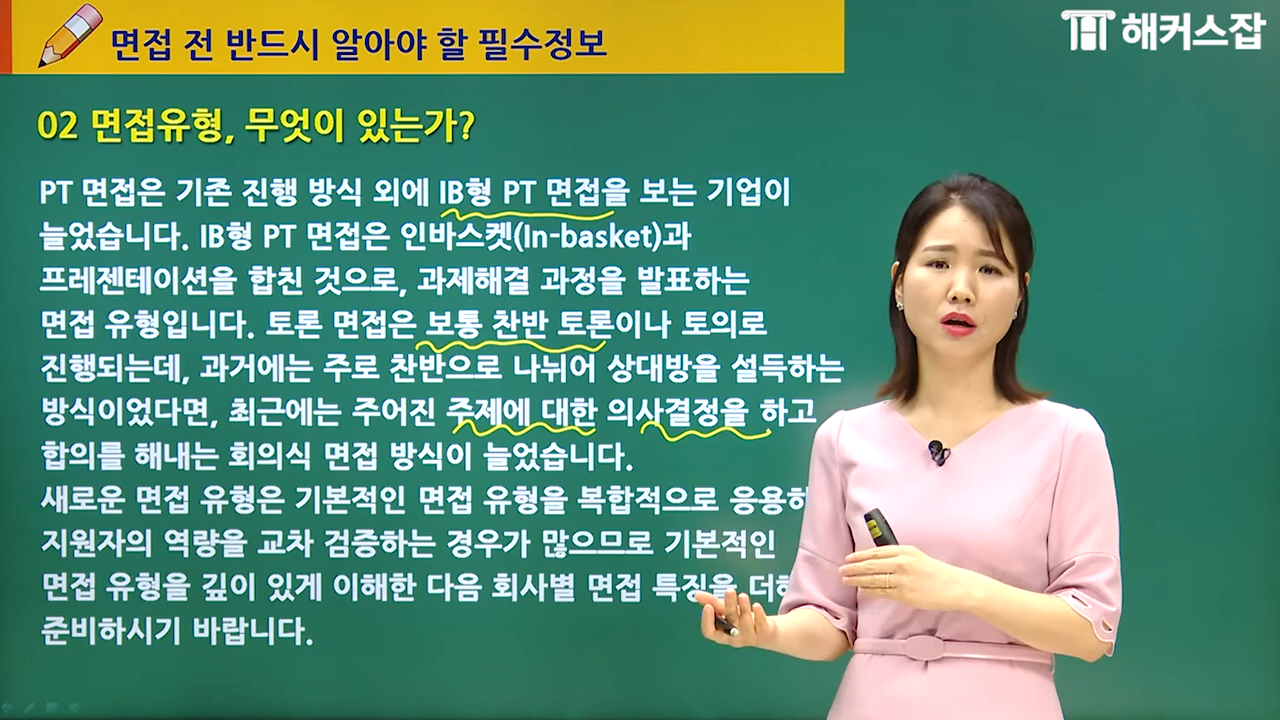 면접 전 반드시 알아야 할 필수정보
해커스잡
02 면접유형, 무엇이 있는가?
PT 면접은 기존 진행 방식 외에 IB형 PT 면접을 보는 기업이
늘었습니다. IB형 PT 면접은 인바스켓(In-basket)과
프레젠테이션을 합친 것으로, 과제해결 과정을 발표하는
면접 유형입니다. 토론 면접은 보통 찬반 토론이나 토의로
진행되는데, 과거에는 주로 찬반으로 나뉘어 상대방을 설득하는
방식이었다면, 최근에는 주어진 주제에 대한 의사결정을 하고
합의를 해내는 회의식 면접 방식이 늘었습니다.
새로운 면접 유형은 기본적인 면접 유형을 복합적으로
지원자의 역량을 교차 검증하는 경우가 많으므로 기본적인
면접 유형을 깊이 있게 이해한 다음 회사별 면접 특징을
준비하시기 바랍니다.